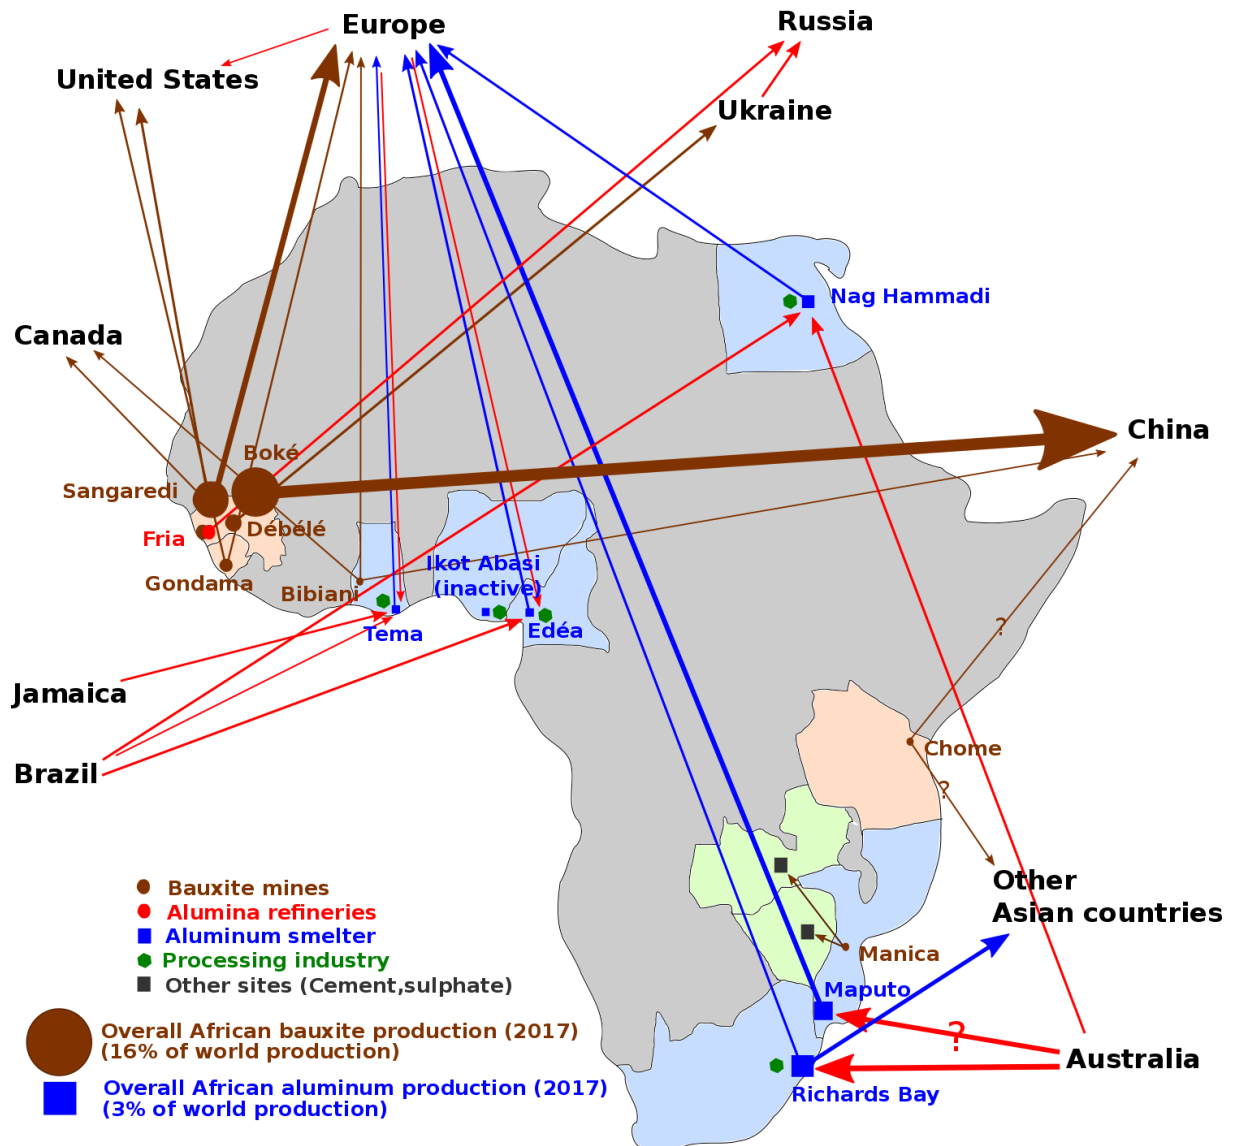 Europe
Russia
United States
Ukraine
Canada
Nag Hammadi
China
Boké
Sangaredi
Débélé
Fria
Gondama
Bibiani
Ikot Abasi
(inactive)
Tema
Edéa
?
Jamaica
Brazil
Chome
?
Other
Asian countries
Manica
Maputo
?
Australia
Richards Bay
Bauxite mines
Alumina refineries
Aluminum smelter
Processing industry
Other sites (Cement,sulphate)
Overall African bauxite production (2017)
(16% of world production)
Overall African aluminum production (2017)
(3% of world production)